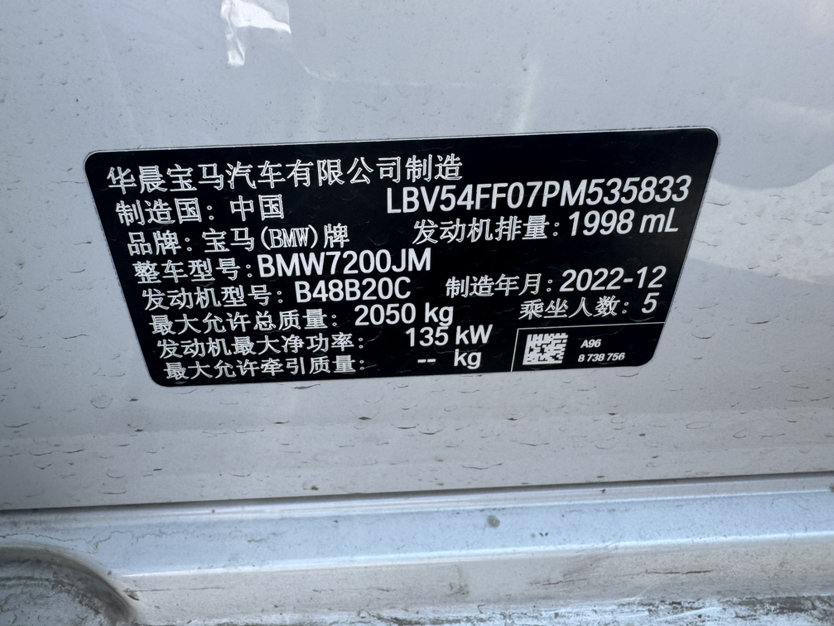 华晨宝马汽车有限公司制造
制造国：中国 LBV54FF07PM535833
品牌：宝马(BMW)牌 发动机排量：1998 mL
整车型号：BMW7200JM
发动机型号：B48B20C 制造年月：2022-12
最大允许总质量：2050 kg 乘坐人数：5
发动机最大净功率：135 kW
最大允许牵引质量：-- kg
A96
8 738 756